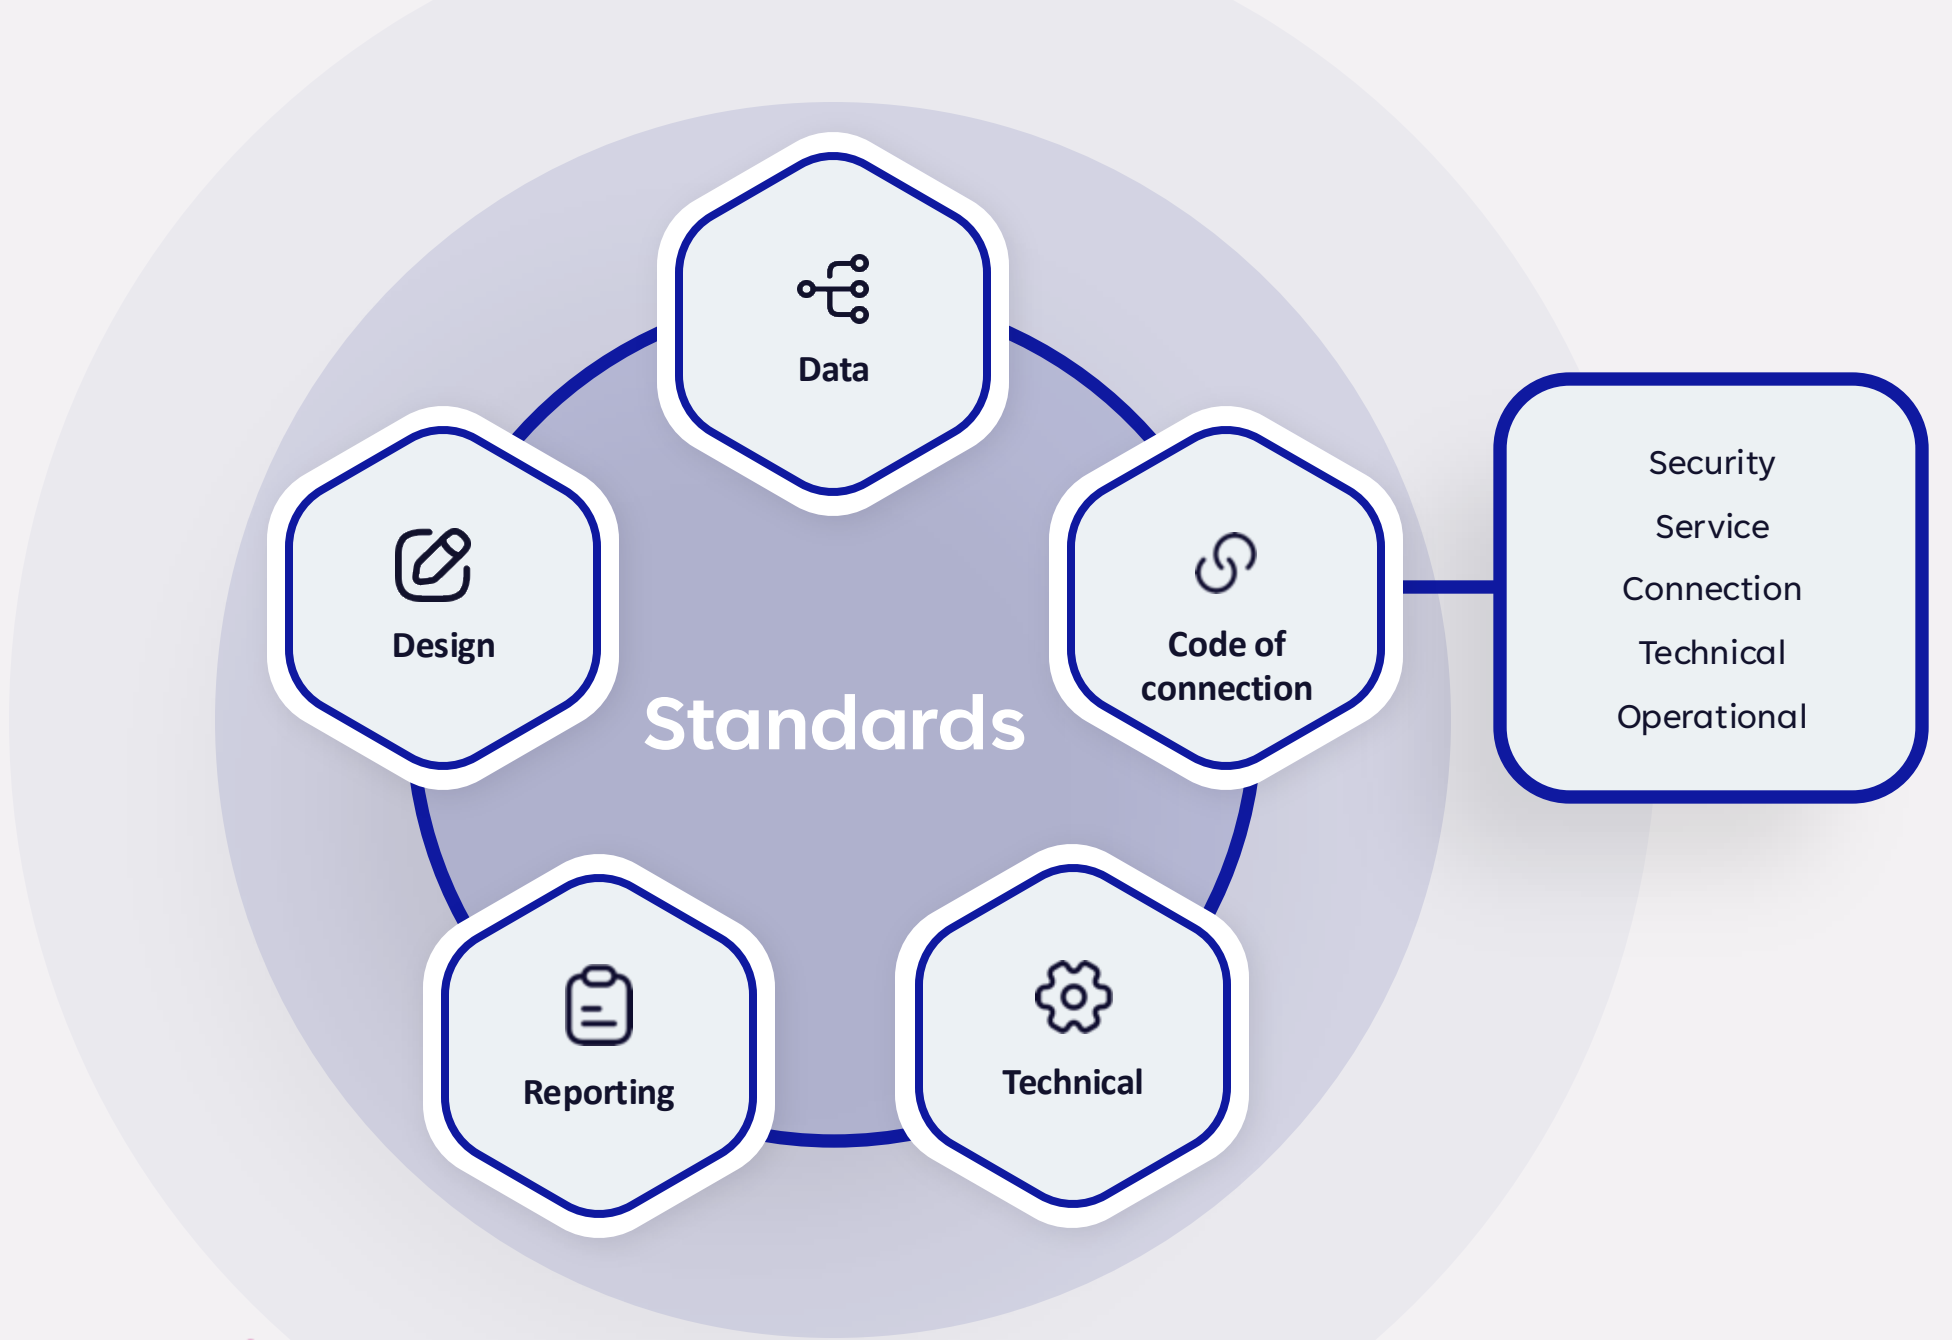 Data
Design
Code of
connection
Standards
Reporting
Technical
Security
Service
Connection
Technical
Operational